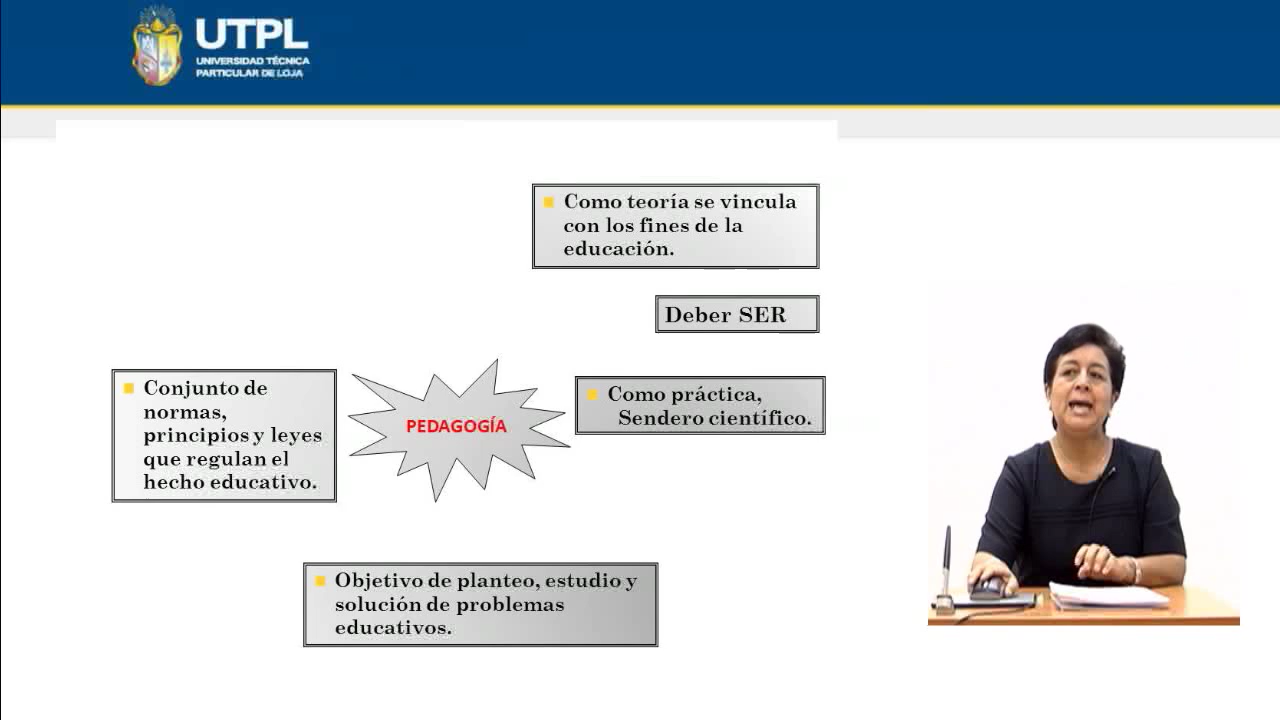 UTPL
UNIVERSIDAD TÉCNICA
PARTICULAR DE LOJA
Como teoría se vincula
con los fines de la
educación.
Deber SER
Conjunto de
normas,
principios y leyes
que regulan el
hecho educativo.
PEDAGOGÍA
Como práctica,
Sendero científico.
Objetivo de planteo, estudio y
solución de problemas
educativos.